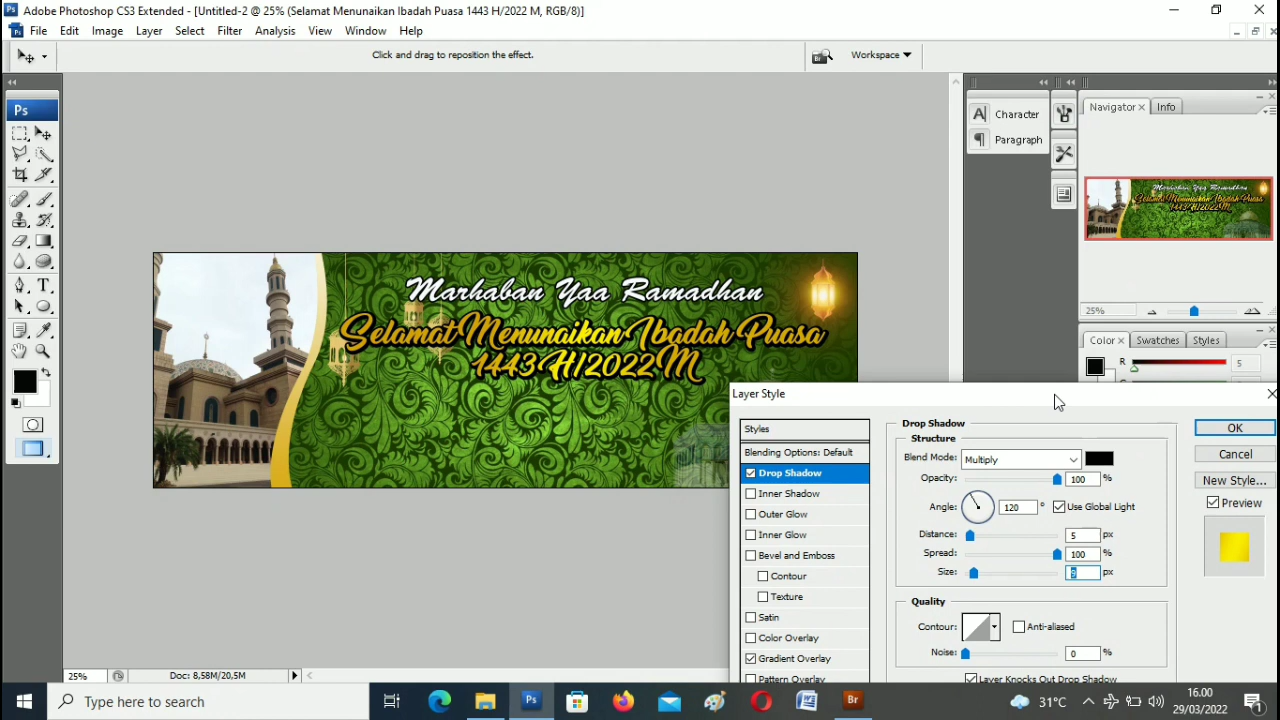 Adobe Photoshop CS3 Extended - [Untitled-2 @ 25% (Selamat Menunaikan Ibadah Puasa 1443 H/2022 M, RGB/8)]
File Edit Image Layer Select Filter Analysis View Window Help
Click and drag to reposition the effect.
Workspace
Ps
Character
Paragraph
Navigator Info
25%
Color Swatches Styles
R 5
Marhaban Yaa Ramadhan
Selamat Menunaikan Ibadah Puasa
1443 H/2022 M
Layer Style
Styles
Blending Options: Default
Drop Shadow
Inner Shadow
Outer Glow
Inner Glow
Bevel and Emboss
Contour
Texture
Satin
Color Overlay
Gradient Overlay
Pattern Overlay
Drop Shadow
Structure
Blend Mode: Multiply
Opacity: 100 %
Angle: 120 ° Use Global Light
Distance: 5 px
Spread: 100 %
Size: 9 px
Quality
Contour: Anti-aliased
Noise: 0 %
Layer Knocks Out Drop Shadow
OK
Cancel
New Style...
Preview
25% Doc: 8,58M/20,5M
Type here to search
31°C
16.00
29/03/2022